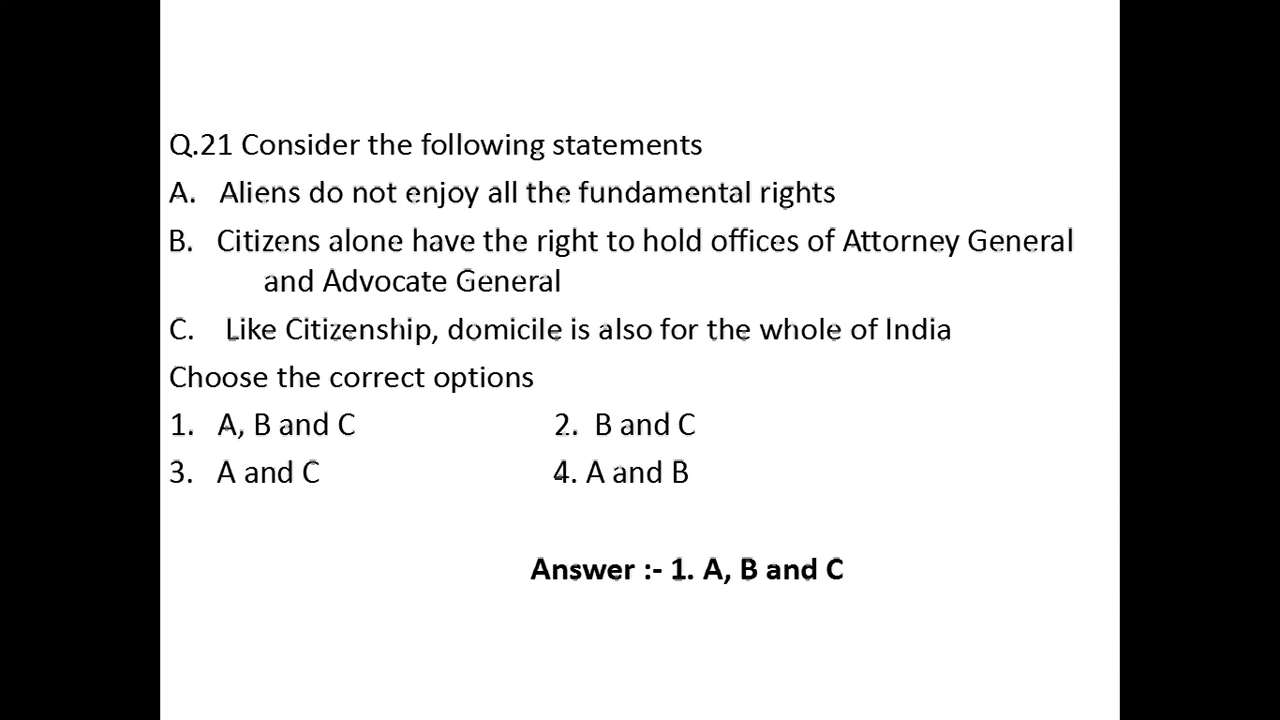 Q.21 Consider the following statements
A. Aliens do not enjoy all the fundamental rights
B. Citizens alone have the right to hold offices of Attorney General
and Advocate General
C. Like Citizenship, domicile is also for the whole of India
Choose the correct options
1. A, B and C 2. B and C
3. A and C 4. A and B
Answer :- 1. A, B and C